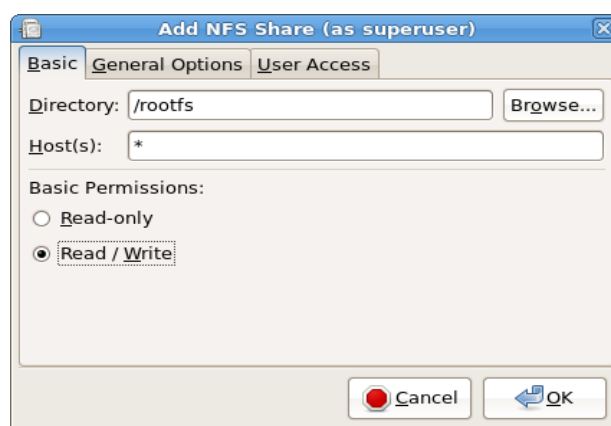 Add NFS Share (as superuser)
Basic General Options User Access
Directory: /rootfs Browse...
Host(s): *
Basic Permissions:
Read-only
Read / Write
Cancel OK